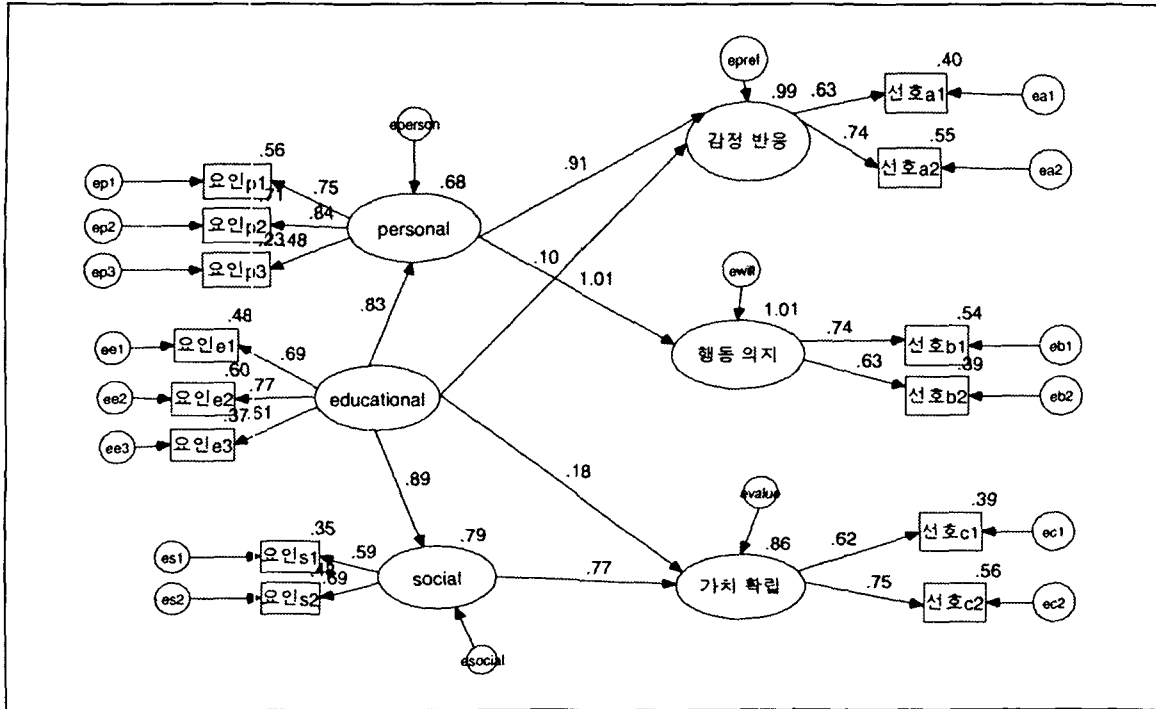 epref
.40
.99
.63
선호a1
ea1
eperson
.74
.55
감정 반응
선호a2
ea2
.56
.91
ep1
요인p1
.75
.71
.68
ep2
요인p2
.84
personal
.23
.48
ep3
요인p3
.10
1.01
ewill
.83
1.01
.54
.48
.74
선호b1
eb1
ee1
요인e1
.69
행동 의지
.63
.39
.60
선호b2
eb2
ee2
요인e2
.77
educational
.37
.61
ee3
요인e3
.18
.89
evalue
.39
.35
.79
.86
.62
선호c1
ec1
es1
요인s1
.59
.48
.69
social
.77
가치 확립
.75
.56
es2
요인s2
선호c2
ec2
esocial